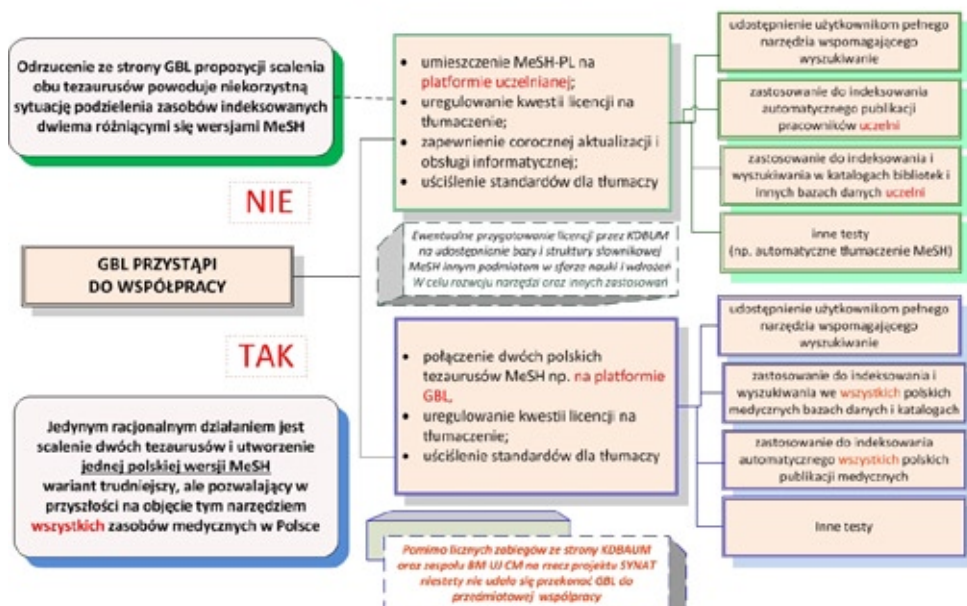 Odrzucenie ze strony GBL propozycji scalenia
obu tezaurusów powoduje niekorzystną
sytuację podzielenia zasobów indeksowanych
dwiema różniącymi się wersjami MeSH
NIE
GBL PRZYSTĄPI
DO WSPÓŁPRACY
TAK
Jedynym racjonalnym działaniem jest
scalenie dwóch tezaurusów i utworzenie
jednej polskiej wersji MeSH
wariant trudniejszy, ale pozwalający w
przyszłości na objęcie tym narzędziem
wszystkich zasobów medycznych w Polsce
• umieszczenie MeSH-PL na
platformie uczelnianej;
• uregulowanie kwestii licencji na
tłumaczenie;
• zapewnienie corocznej aktualizacji i
obsługi informatycznej;
• uściślenie standardów dla tłumaczy
Ewentualne przygotowanie licencji przez KDBUM
na udostępnianie bazy i struktury słownikowej
MeSH innym podmiotom w sferze nauki i wdrożeń
W celu rozwoju narzędzi oraz innych zastosowań
• połączenie dwóch polskich
tezaurusów MeSH np. na platformie
GBL,
• uregulowanie kwestii licencji na
tłumaczenie;
• uściślenie standardów dla tłumaczy
Pomimo licznych zabiegów ze strony KDBAUM
oraz zespołu BM UJ CM na rzecz projektu SYNAT
niestety nie udało się przekonać GBL do
przedmiotowej współpracy
udostępnienie użytkownikom pełnego
narzędzia wspomagającego
wyszukiwanie
zastosowanie do indeksowania
automatycznego publikacji
pracowników uczelni
zastosowanie do indeksowania i
wyszukiwania w katalogach bibliotek i
innych bazach danych uczelni
inne testy
(np. automatyczne tłumaczenie MeSH)
udostępnienie użytkownikom pełnego
narzędzia wspomagającego
wyszukiwanie
zastosowanie do indeksowania i
wyszukiwania we wszystkich polskich
medycznych bazach danych i katalogach
zastosowanie do indeksowania
automatycznego wszystkich polskich
publikacji medycznych
Inne testy